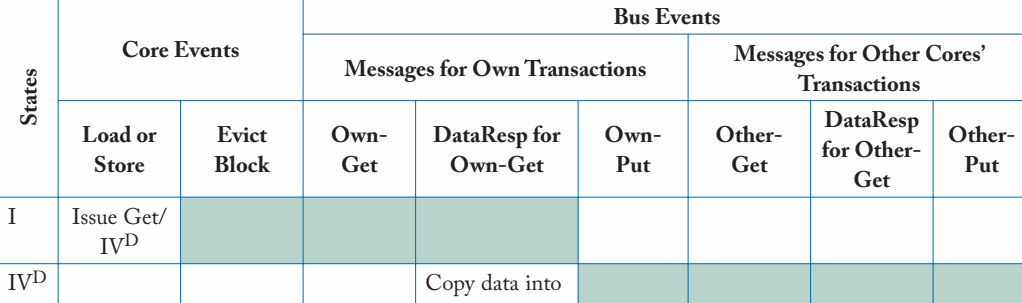 Bus Events
Core Events
Messages for Own Transactions
Messages for Other Cores’
Transactions
States
Load or
Store
Evict
Block
Own-
Get
DataResp for
Own-Get
Own-
Put
Other-
Get
DataResp
for Other-
Get
Other-
Put
I
Issue Get/
IVD
IVD
Copy data into